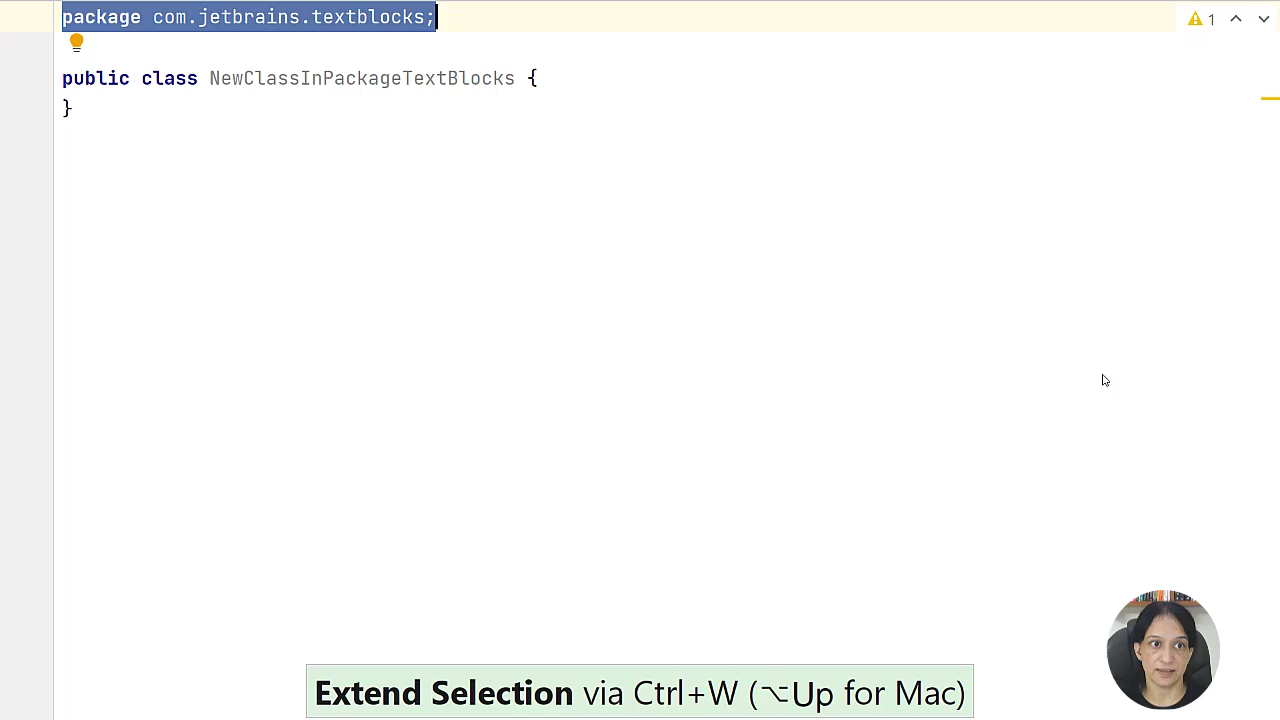 package com.jetbrains.textblocks;
1
public class NewClassInPackageTextBlocks {
}
Extend Selection via Ctrl+W (⌥Up for Mac)